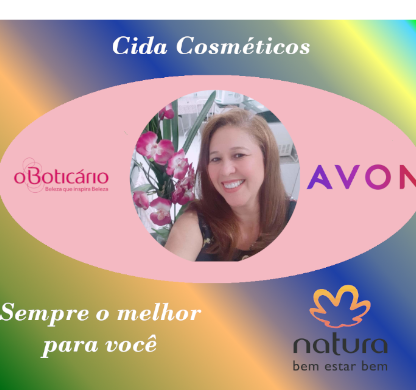 Cida Cosméticos
oBoticário
Beleza que inspira Beleza
AVON
Sempre o melhor
para você
natura
bem estar bem